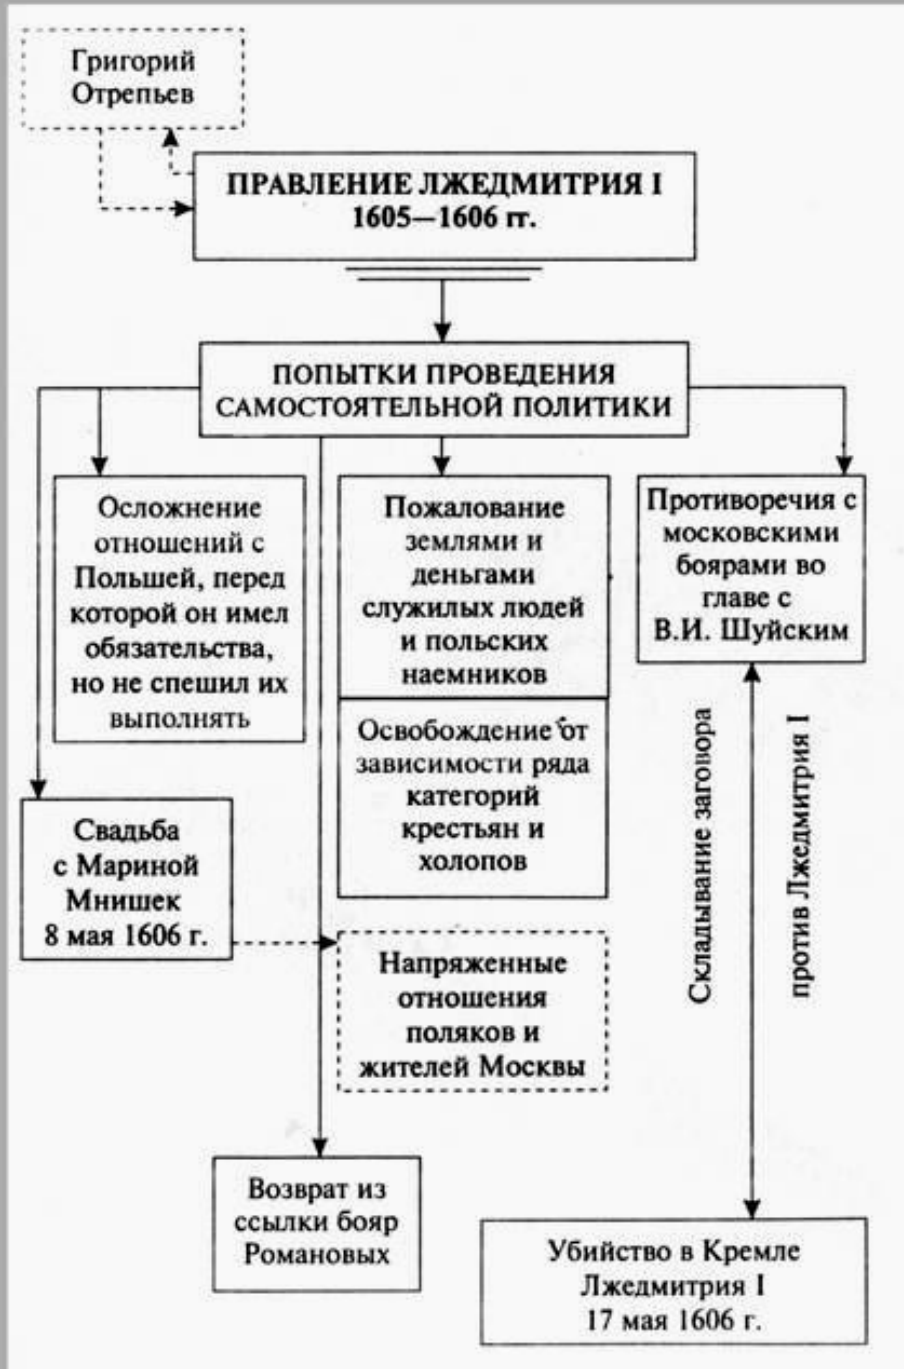 Григорий
Отрепьев
ПРАВЛЕНИЕ ЛЖЕДМИТРИЯ I
1605—1606 гг.
ПОПЫТКИ ПРОВЕДЕНИЯ
САМОСТОЯТЕЛЬНОЙ ПОЛИТИКИ
Осложнение
отношений с
Польшей, перед
которой он имел
обязательства,
но не спешил их
выполнять
Пожалование
землями и
деньгами
служилых людей
и польских
наемников
Противоречия с
московскими
боярами во
главе с
В.И. Шуйским
Освобождение от
зависимости ряда
категорий
крестьян и
холопов
Свадьба
с Мариной
Мнишек
8 мая 1606 г.
Складывание заговора
против Лжедмитрия I
Напряженные
отношения
поляков и
жителей Москвы
Возврат из
ссылки бояр
Романовых
Убийство в Кремле
Лжедмитрия I
17 мая 1606 г.